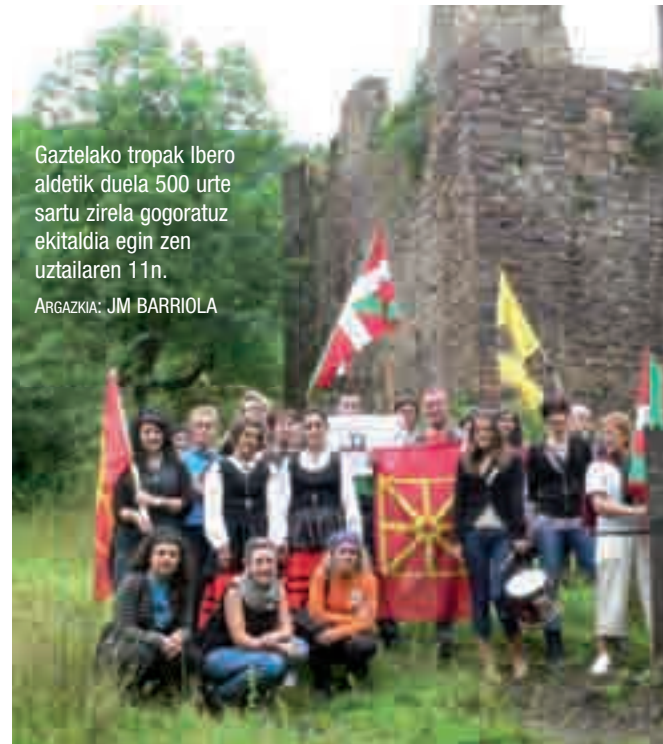 Gaztelako tropak Ibero
aldetik duela 500 urte
sartu zirela gogoratuz
ekitaldia egin zen
uztailaren 11n.
ARGAZKIA: JM BARRIOLA